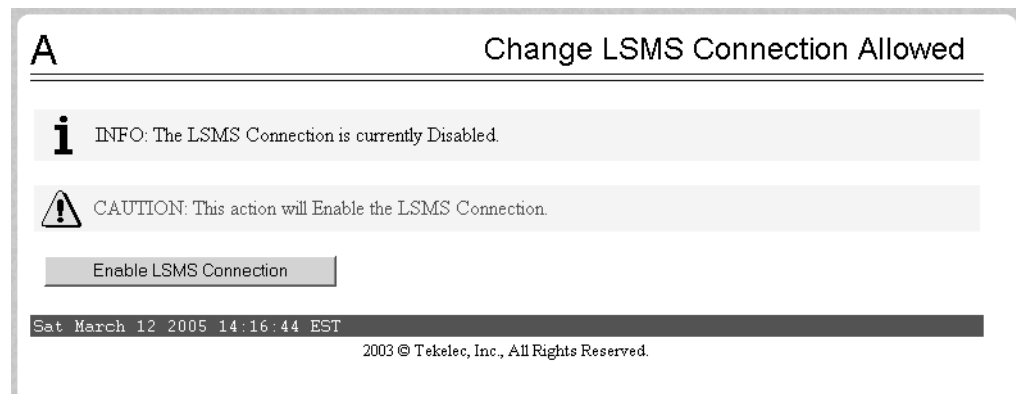 A
Change LSMS Connection Allowed
INFO: The LSMS Connection is currently Disabled.
CAUTION: This action will Enable the LSMS Connection.
Enable LSMS Connection
Sat March 12 2005 14:16:44 EST
2003 © Tekelec, Inc., All Rights Reserved.